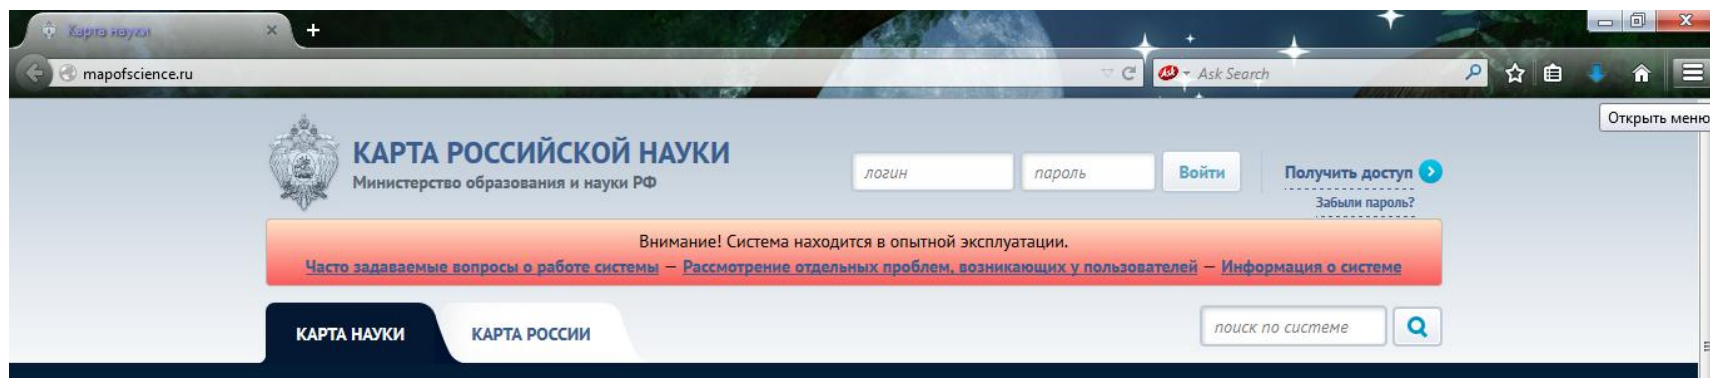 Карта науки
mapofscience.ru
Ask
Ask Search
Открыть меню
КАРТА РОССИЙСКОЙ НАУКИ
Министерство образования и науки РФ
логин
пароль
Войти
Получить доступ
Забыли пароль?
Внимание! Система находится в опытной эксплуатации.
Часто задаваемые вопросы о работе системы — Рассмотрение отдельных проблем, возникающих у пользователей — Информация о системе
КАРТА НАУКИ
КАРТА РОССИИ
поиск по системе